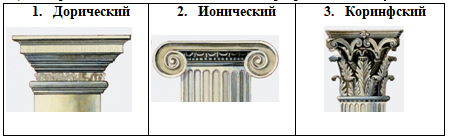 1. Дорический
2. Ионический
3. Коринфский